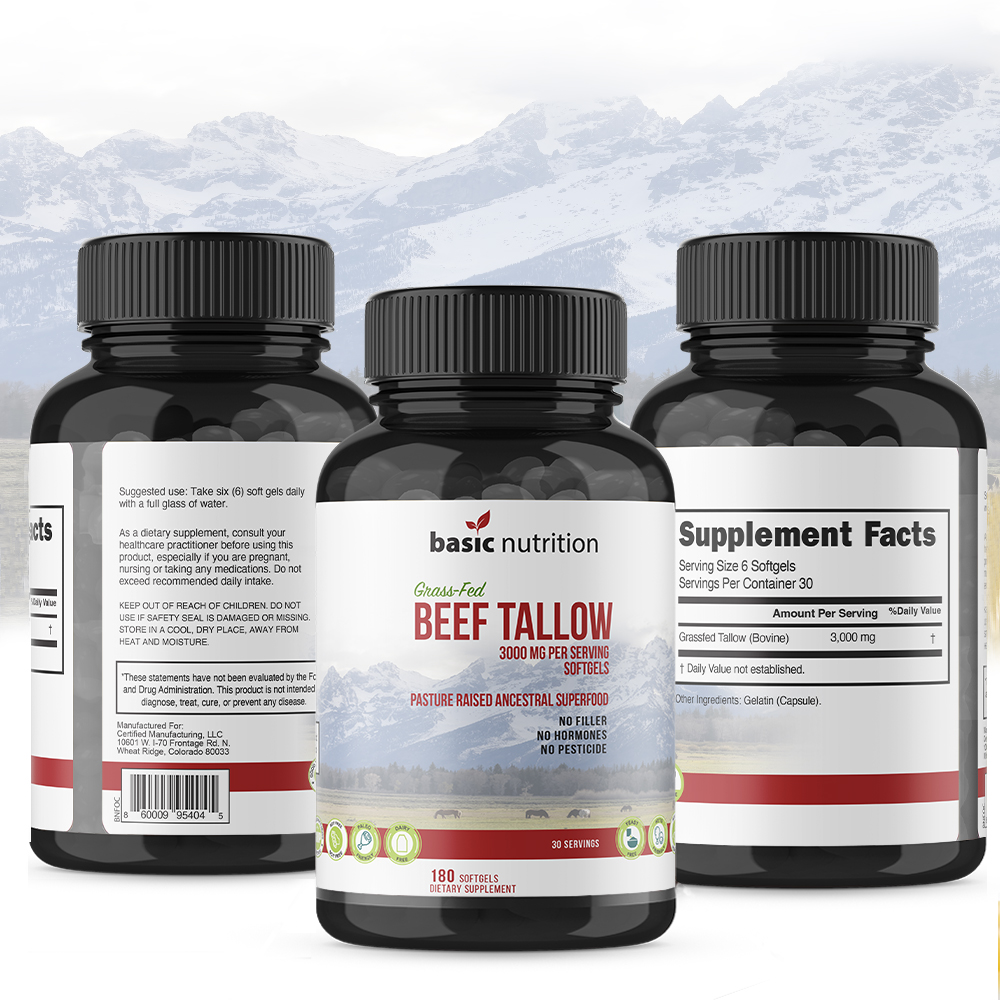 Suggested use: Take six (6) soft gels daily
with a full glass of water.
As a dietary supplement, consult your
healthcare practitioner before using this
product, especially if you are pregnant,
nursing or taking any medications. Do not
exceed recommended daily intake.
KEEP OUT OF REACH OF CHILDREN. DO NOT
USE IF SAFETY SEAL IS DAMAGED OR MISSING.
STORE IN A COOL, DRY PLACE, AWAY FROM
HEAT AND MOISTURE.
*These statements have not been evaluated by the Fo
and Drug Administration. This product is not intended
diagnose, treat, cure, or prevent any disease.
Manufactured For:
Certified Manufacturing, LLC
10601 W. I-70 Frontage Rd. N.
Wheat Ridge, Colorado 80033
BNFOC
8 60009 95404 5
acts
%Daily Value
†
basic nutrition
Grass-Fed
BEEF TALLOW
3000 MG PER SERVING
SOFTGELS
PASTURE RAISED ANCESTRAL SUPERFOOD
NO FILLER
NO HORMONES
NO PESTICIDE
PALEO FRIENDLY
DAIRY FREE
30 SERVINGS
YEAST FREE
180 SOFTGELS
DIETARY SUPPLEMENT
Supplement Facts
Serving Size 6 Softgels
Servings Per Container 30
Amount Per Serving %Daily Value
Grassfed Tallow (Bovine) 3,000 mg †
† Daily Value not established.
Other Ingredients: Gelatin (Capsule).